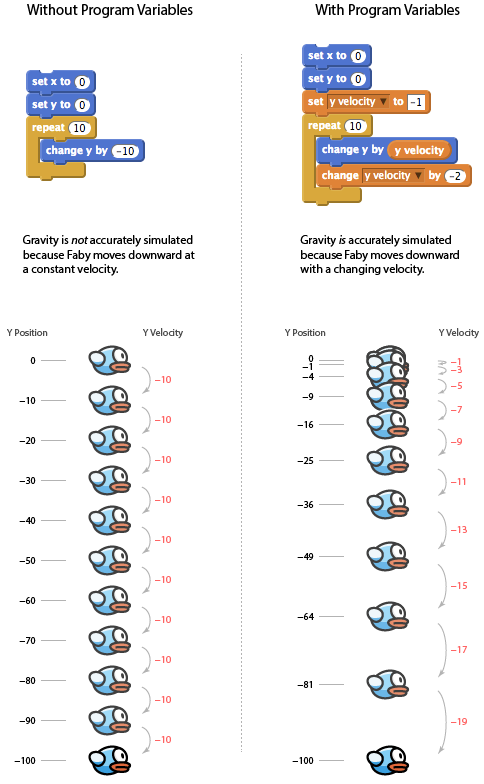 Without Program Variables
set x to 0
set y to 0
repeat 10
change y by -10
Gravity is not accurately simulated
because Faby moves downward at
a constant velocity.
Y Position
Y Velocity
0
-10
-10
-10
-20
-10
-30
-10
-40
-10
-50
-10
-60
-10
-70
-10
-80
-10
-90
-10
-100
With Program Variables
set x to 0
set y to 0
set y velocity to -1
repeat 10
change y by y velocity
change y velocity by -2
Gravity is accurately simulated
because Faby moves downward
with a changing velocity.
Y Position
Y Velocity
0
-1
-1
-3
-4
-5
-9
-7
-16
-9
-25
-11
-36
-13
-49
-15
-64
-17
-81
-19
-100